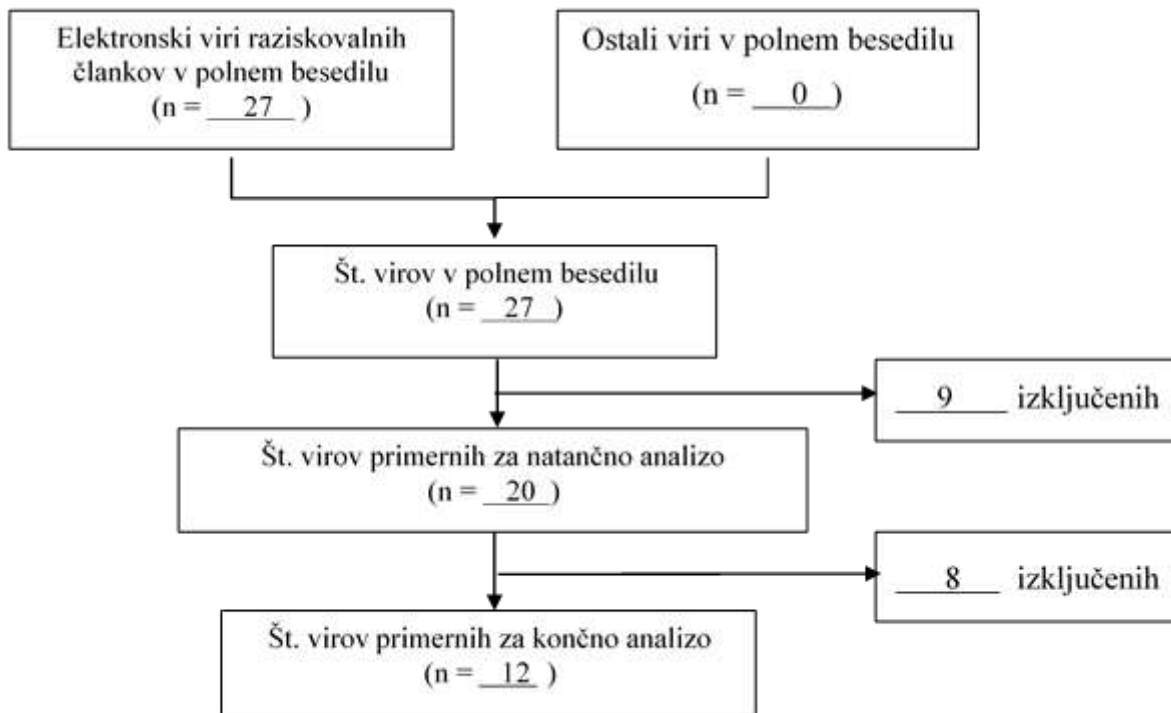 Elektronski viri raziskovalnih
člankov v polnem besedilu
(n = 27 )
Ostali viri v polnem besedilu
(n = 0 )
Št. virov v polnem besedilu
(n = 27 )
9 izključenih
Št. virov primernih za natančno analizo
(n = 20 )
8 izključenih
Št. virov primernih za končno analizo
(n = 12 )